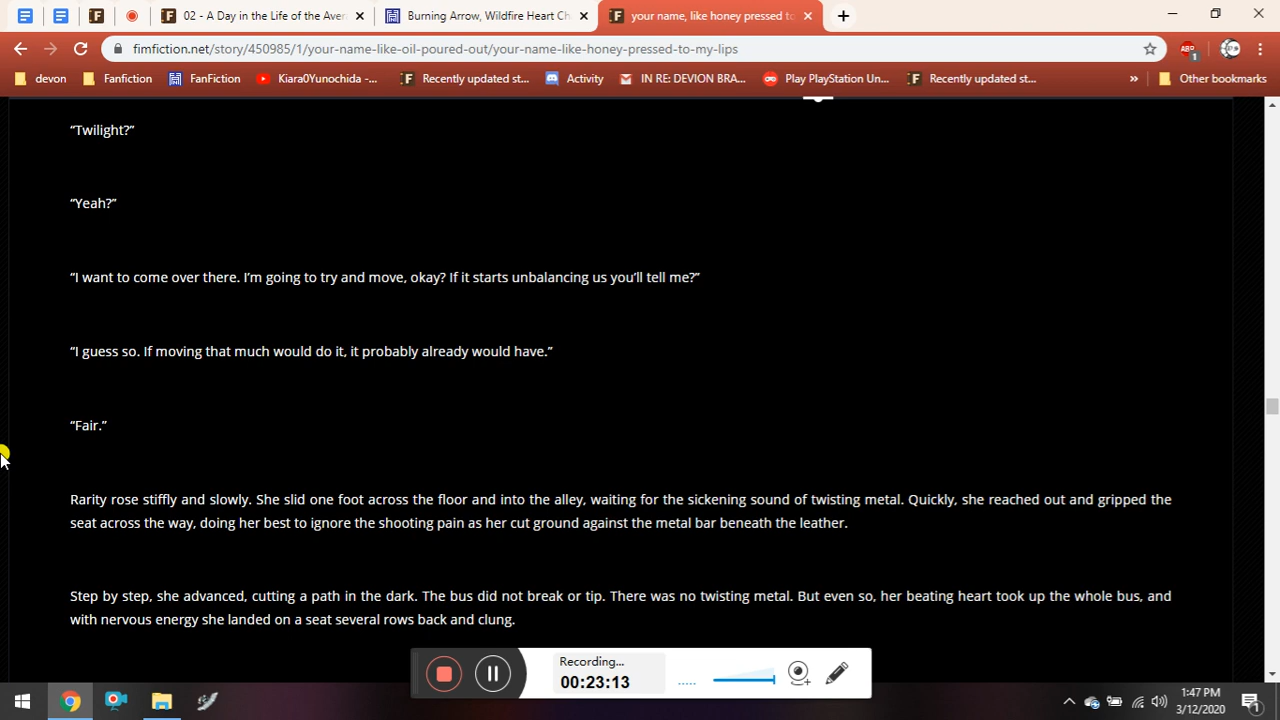 02 - A Day in the Life of the Aver
Burning Arrow, Wildfire Heart Ch
your name, like honey pressed to
fimfiction.net/story/450985/1/your-name-like-oil-poured-out/your-name-like-honey-pressed-to-my-lips
devon
Fanfiction
FanFiction
Kiara0Yunochida -...
Recently updated st...
Activity
IN RE: DEVION BRA...
Play PlayStation Un...
Recently updated st...
»
Other bookmarks
“Twilight?”
“Yeah?”
“I want to come over there. I’m going to try and move, okay? If it starts unbalancing us you’ll tell me?”
“I guess so. If moving that much would do it, it probably already would have.”
“Fair.”
Rarity rose stiffly and slowly. She slid one foot across the floor and into the alley, waiting for the sickening sound of twisting metal. Quickly, she reached out and gripped the
seat across the way, doing her best to ignore the shooting pain as her cut ground against the metal bar beneath the leather.
Step by step, she advanced, cutting a path in the dark. The bus did not break or tip. There was no twisting metal. But even so, her beating heart took up the whole bus, and
with nervous energy she landed on a seat several rows back and clung.
Recording...
00:23:13
1:47 PM
3/12/2020